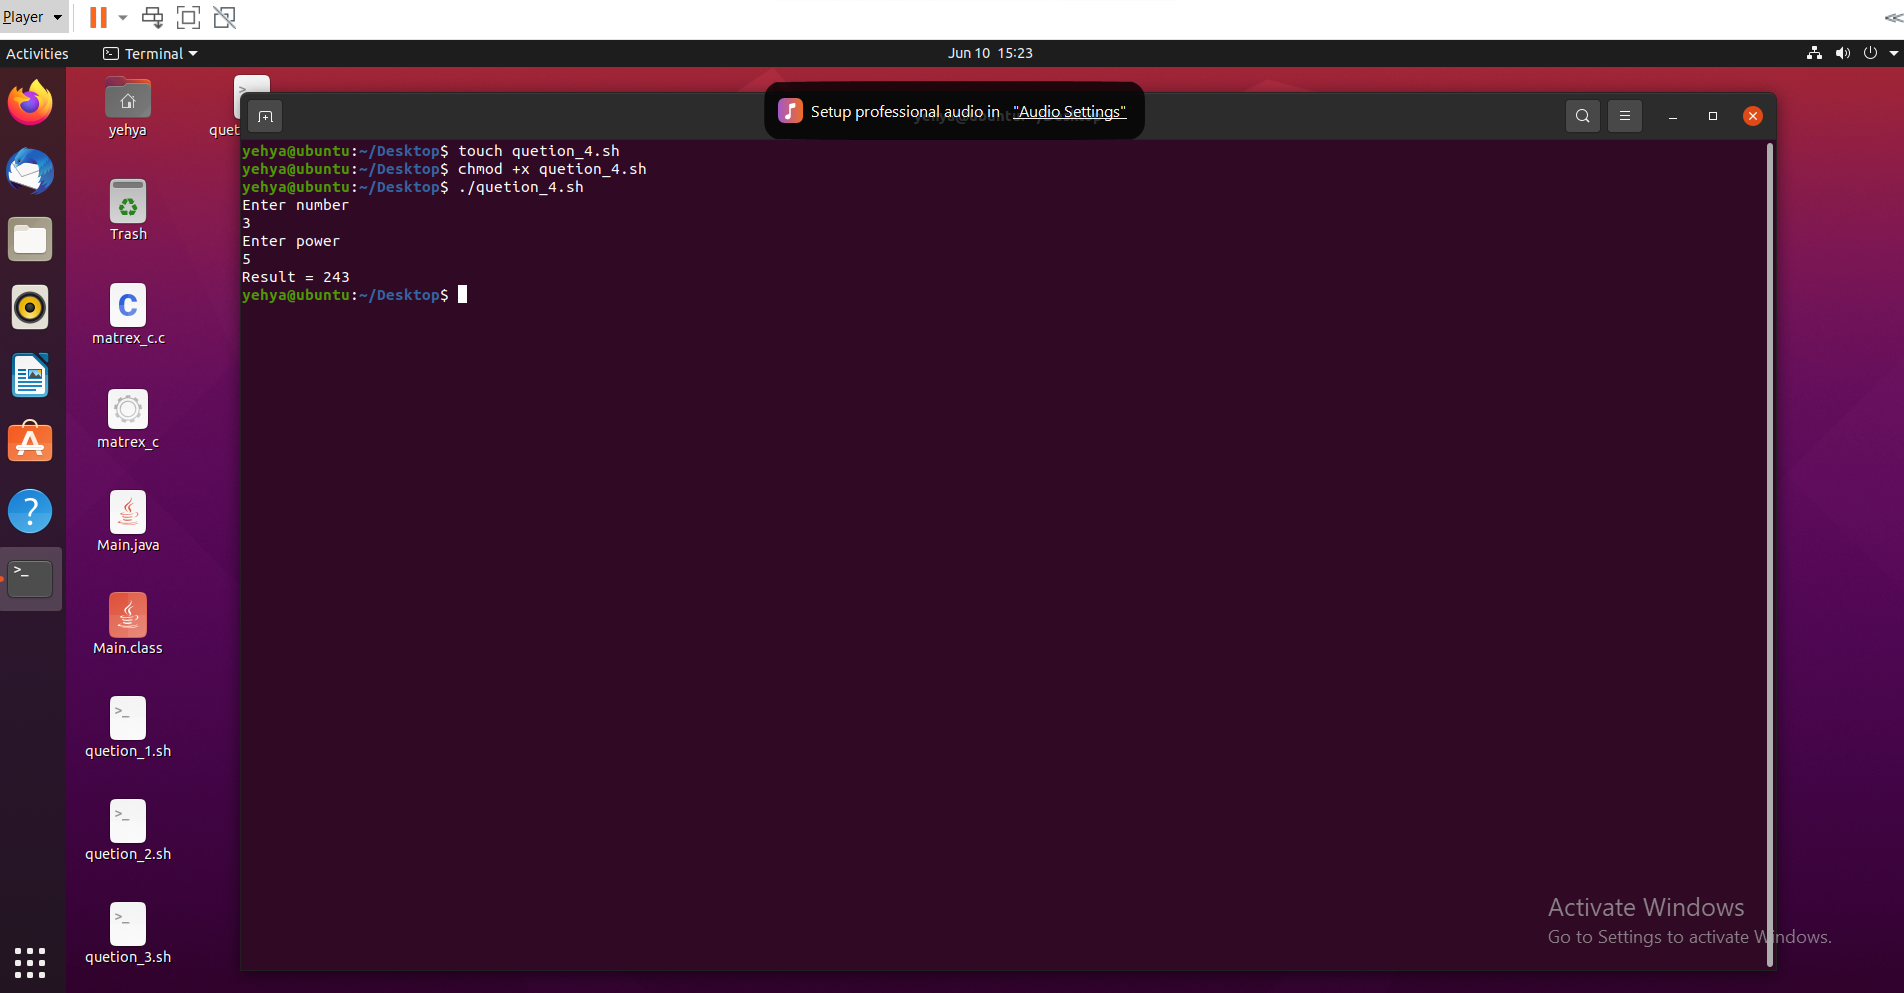 Player
Activities
Terminal
Jun 10 15:23
Setup professional audio in "Audio Settings"
yehya
quet
Trash
matrex_c.c
matrex_c
Main.java
Main.class
quetion_1.sh
quetion_2.sh
quetion_3.sh
yehya@ubuntu:~/Desktop$ touch quetion_4.sh
yehya@ubuntu:~/Desktop$ chmod +x quetion_4.sh
yehya@ubuntu:~/Desktop$ ./quetion_4.sh
Enter number
3
Enter power
5
Result = 243
yehya@ubuntu:~/Desktop$
Activate Windows
Go to Settings to activate Windows.